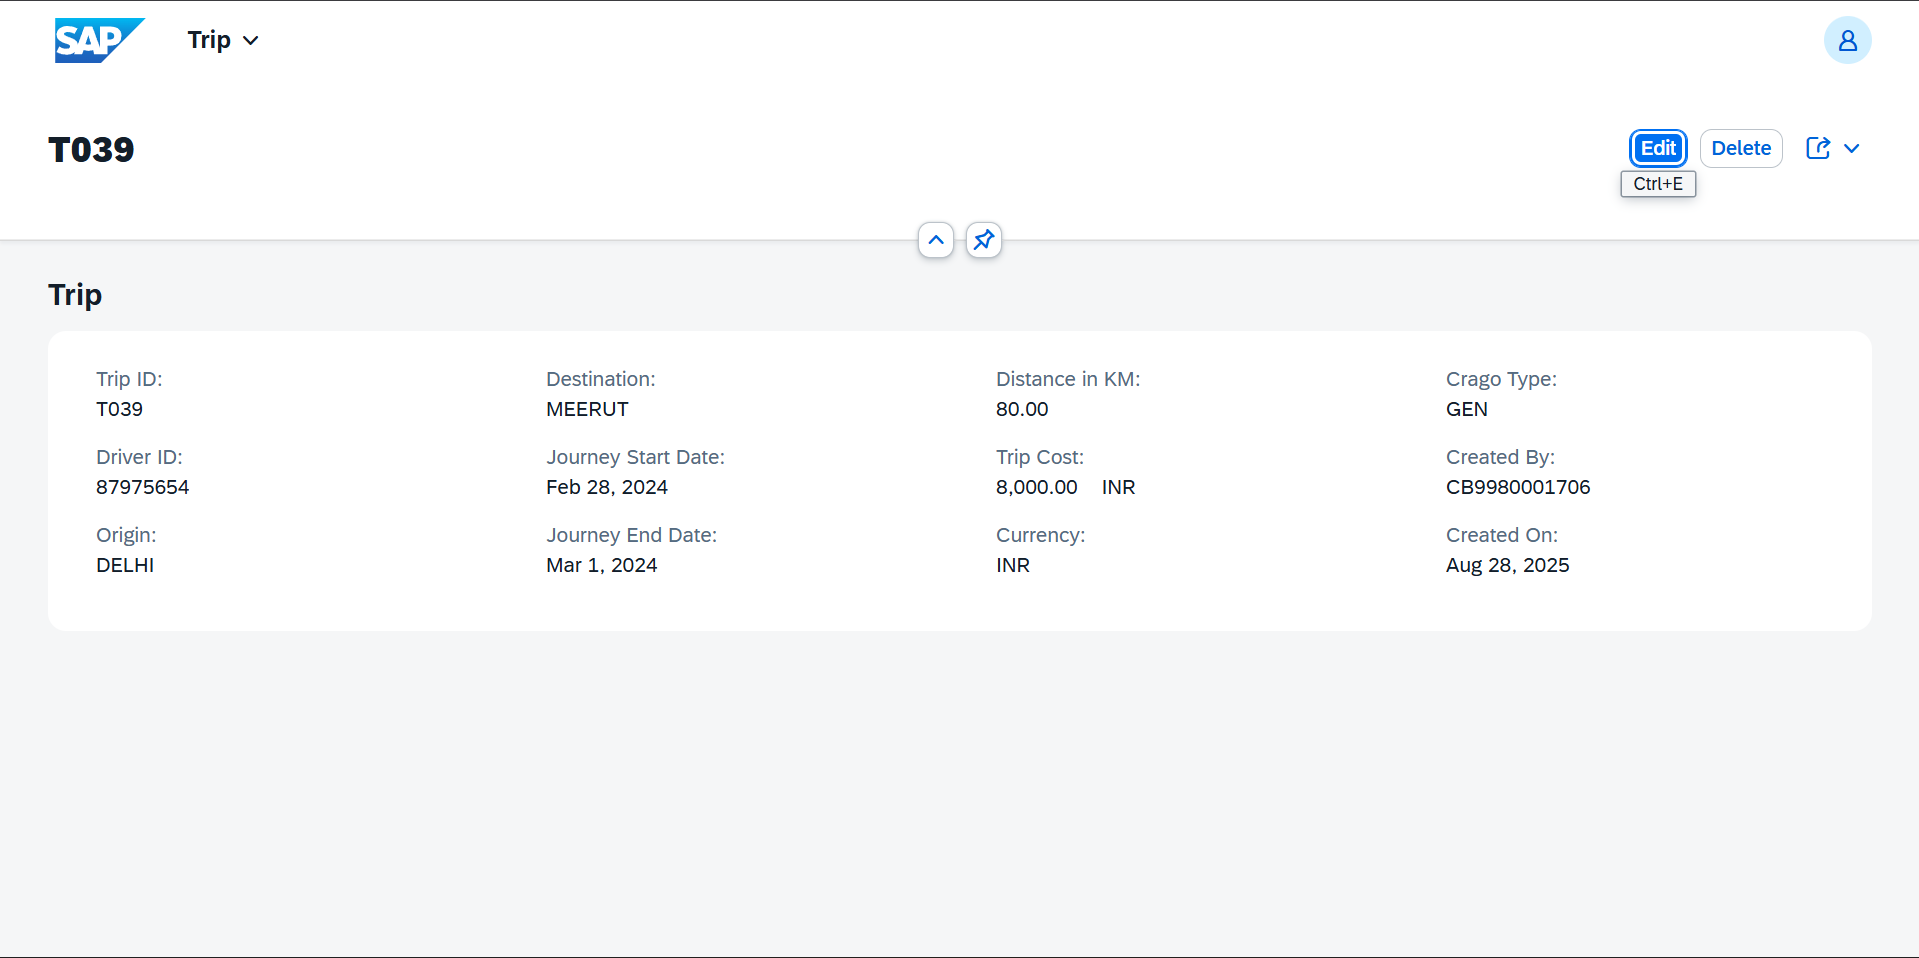 SAP
Trip
T039
Edit
Delete
Ctrl+E
Trip
Trip ID:
T039
Driver ID:
87975654
Origin:
DELHI
Destination:
MEERUT
Journey Start Date:
Feb 28, 2024
Journey End Date:
Mar 1, 2024
Distance in KM:
80.00
Trip Cost:
8,000.00 INR
Currency:
INR
Crago Type:
GEN
Created By:
CB9980001706
Created On:
Aug 28, 2025